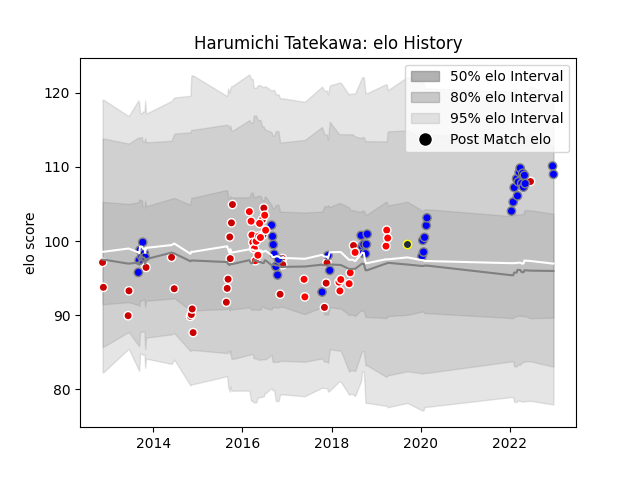 Harumichi Tatekawa: elo History
50% elo Interval
80% elo Interval
95% elo Interval
Post Match elo
elo score
120
110
100
90
80
2014 2016 2018 2020 2022